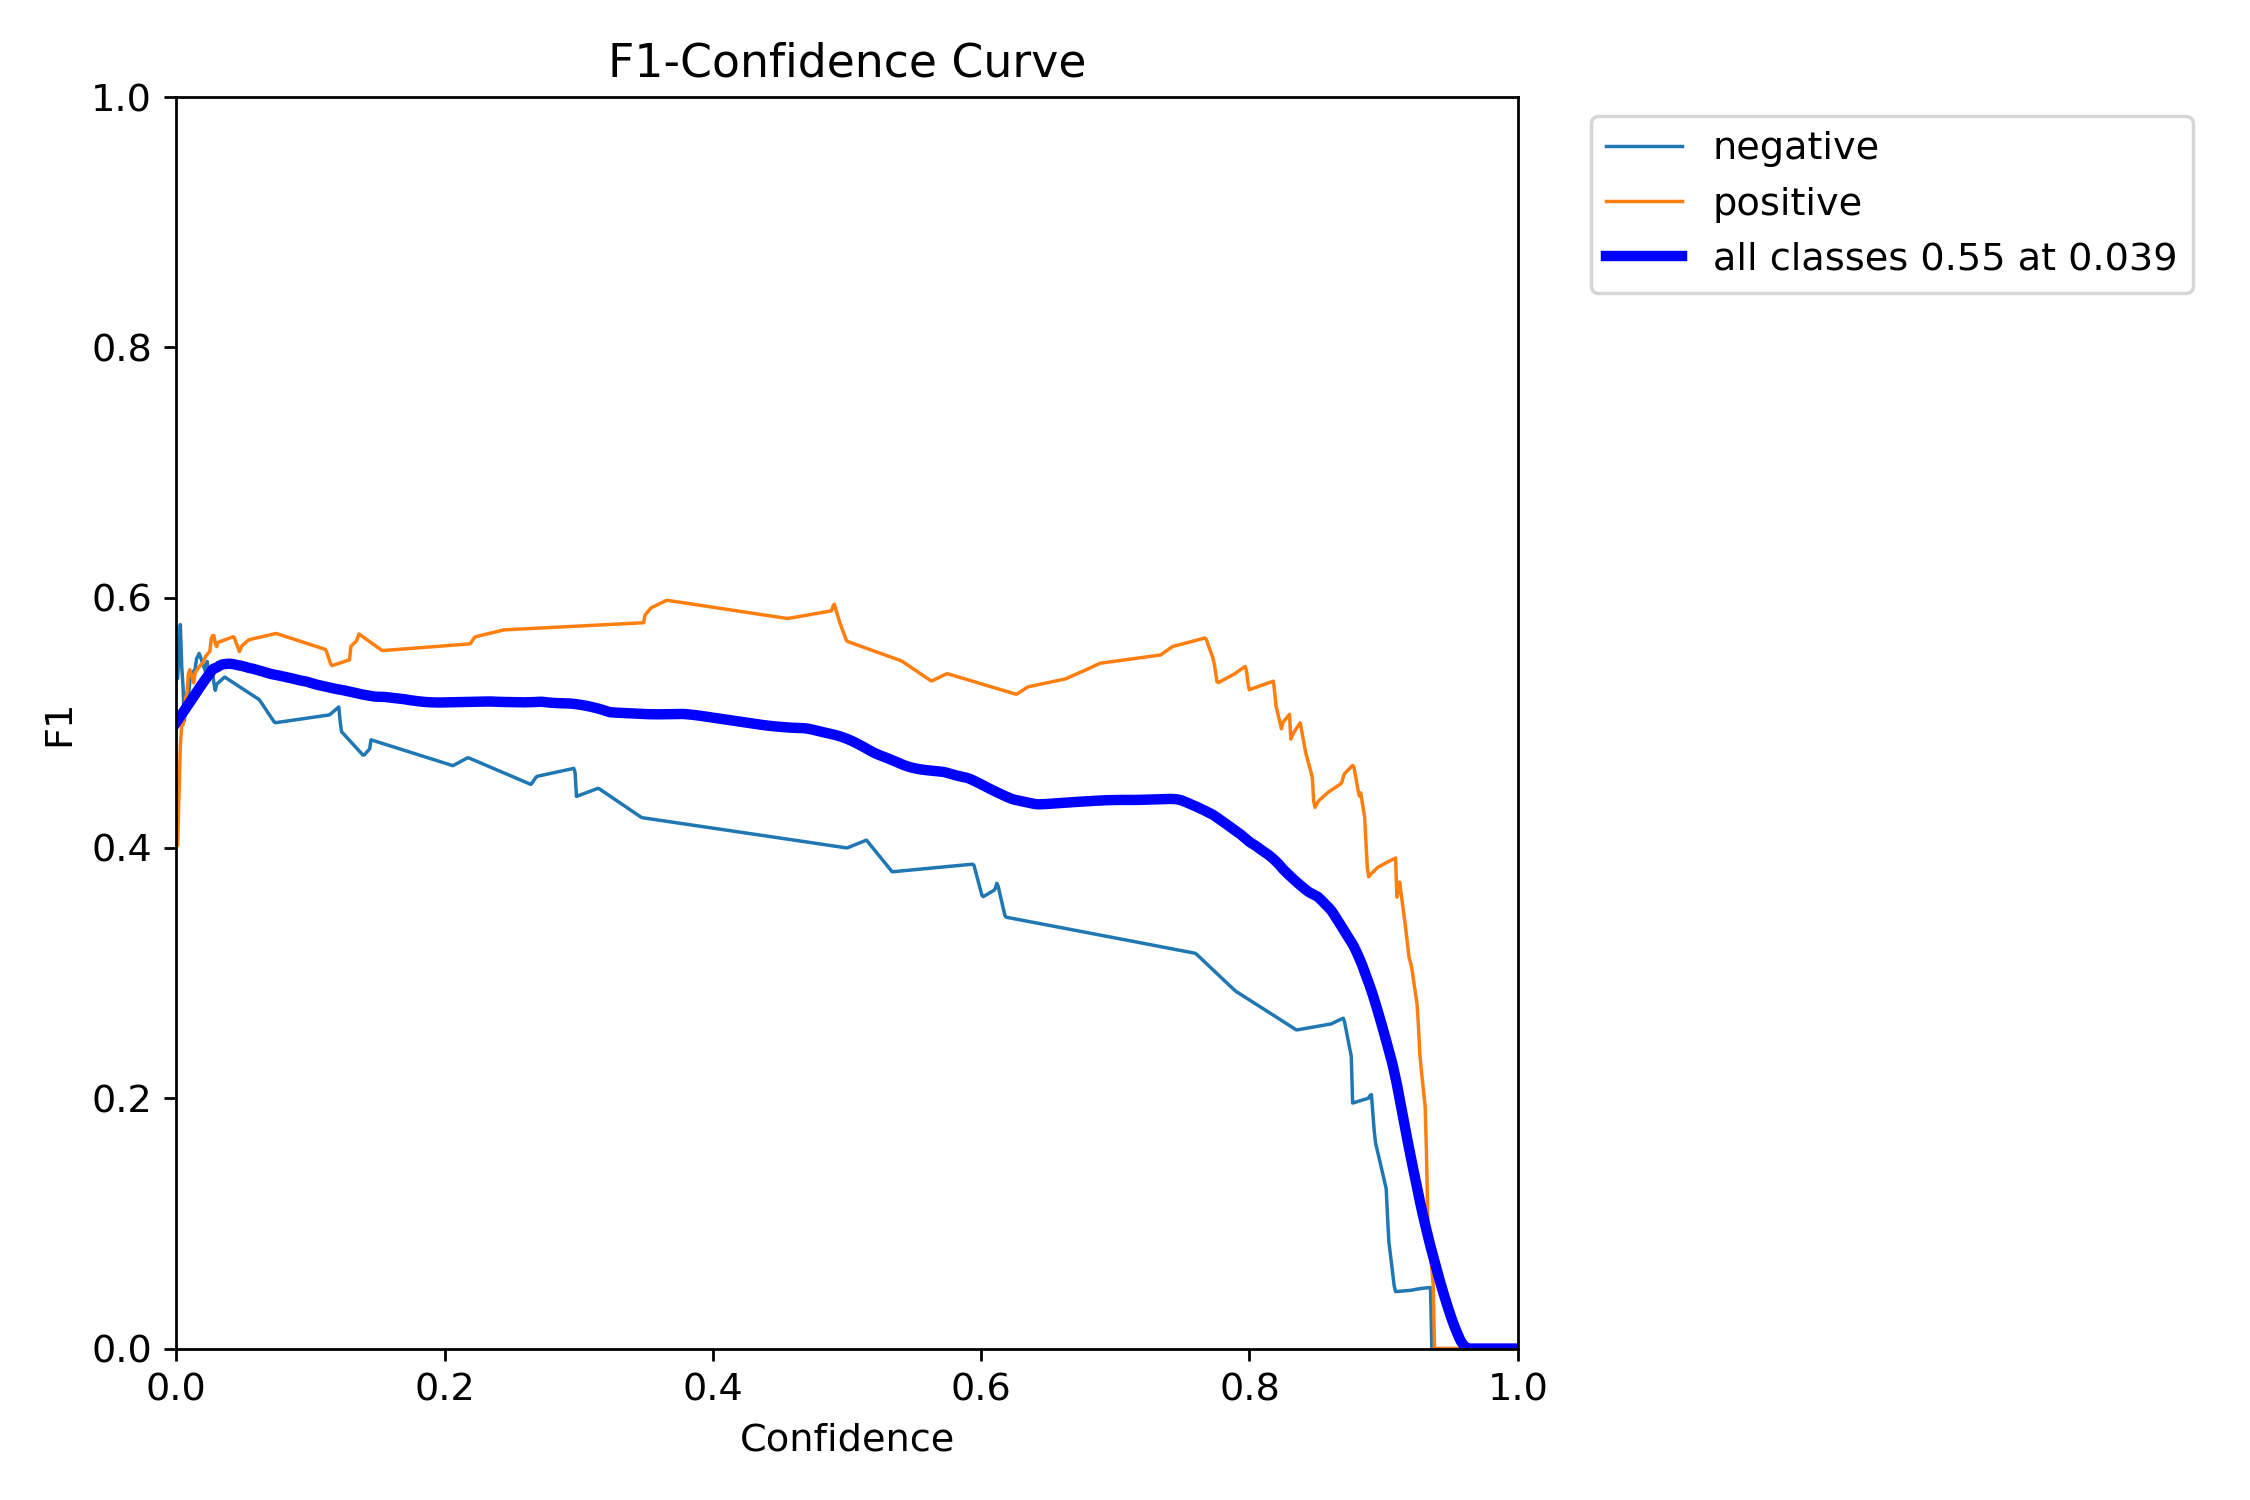 F1-Confidence Curve
1.0
0.8
0.6
0.4
0.2
0.0
F1
0.0 0.2 0.4 0.6 0.8 1.0
Confidence
negative
positive
all classes 0.55 at 0.039